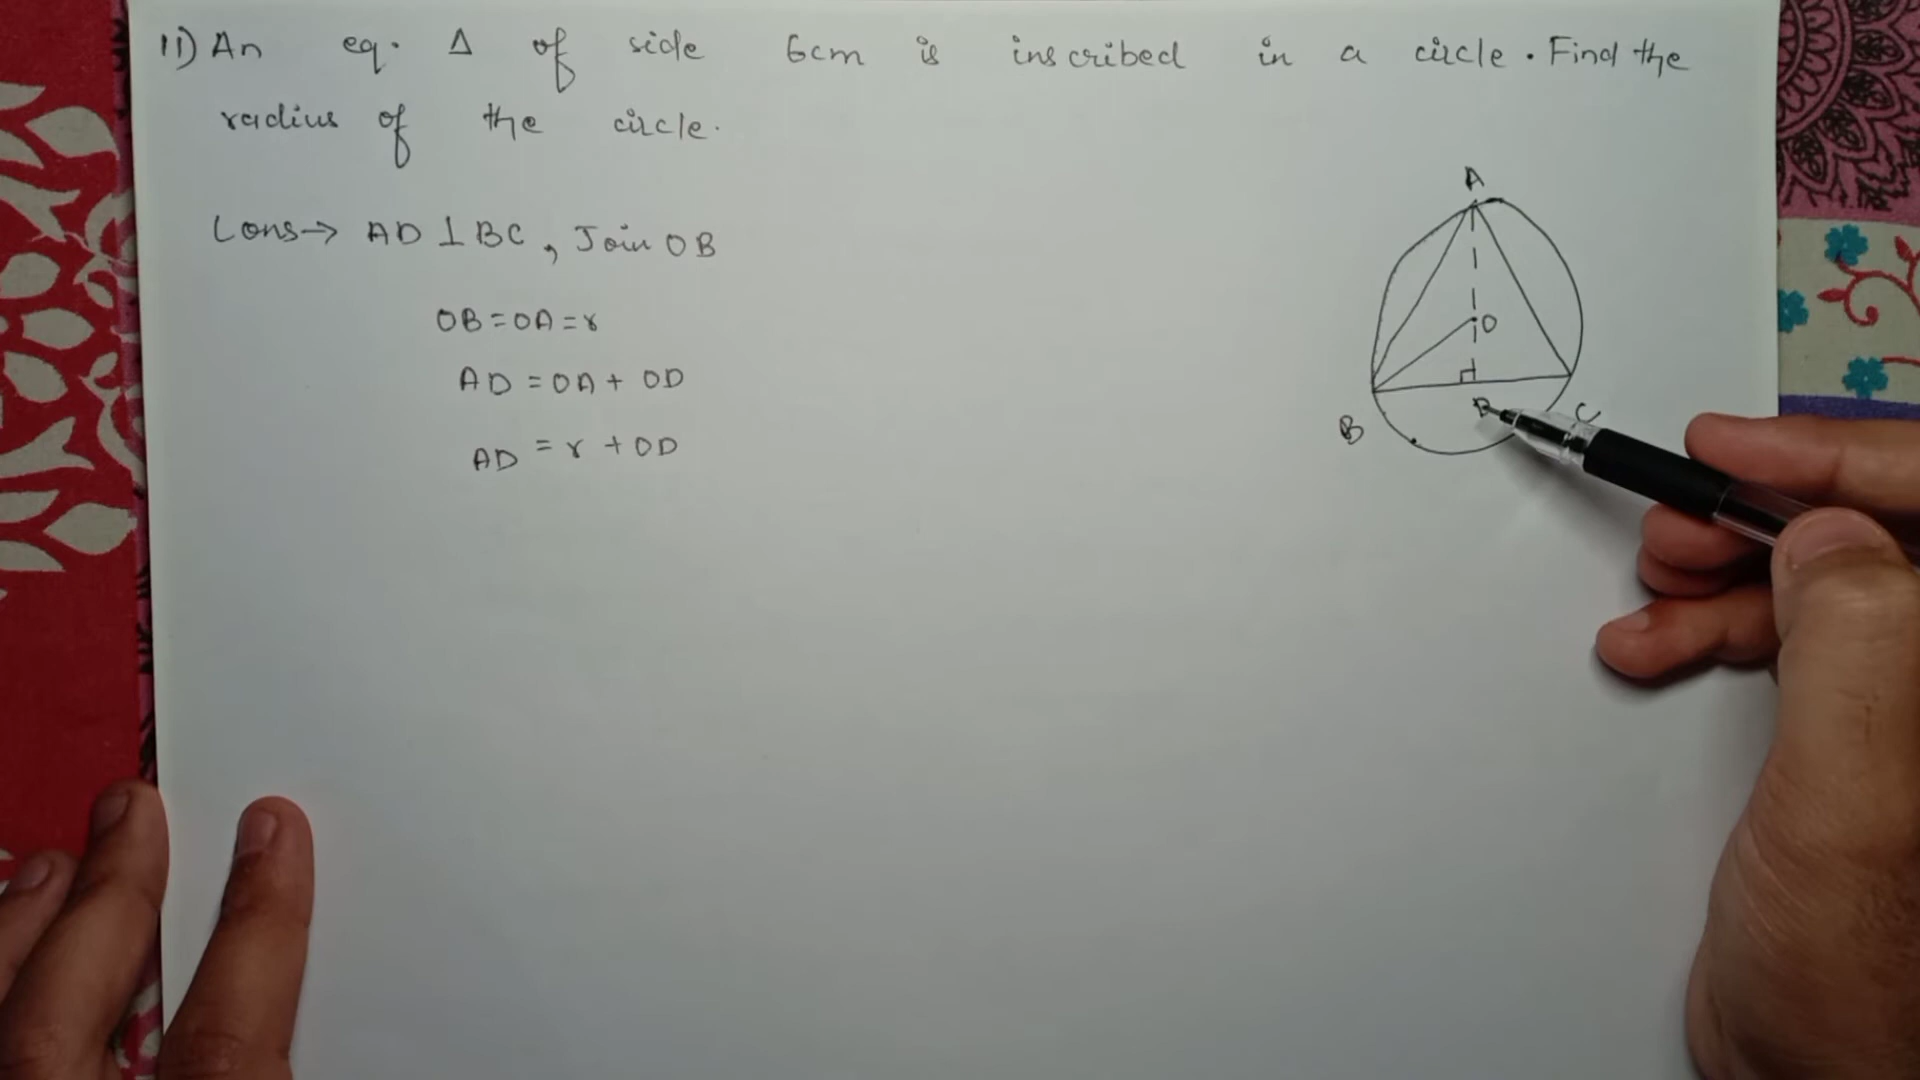 11) An eq. Δ of side 6cm is inscribed in a circle. Find the
radius of the circle.
Cons→ AD ⊥ BC, Join OB
OB = OA = r
AD = OA + OD
AD = r + OD
A
O
B
D
C